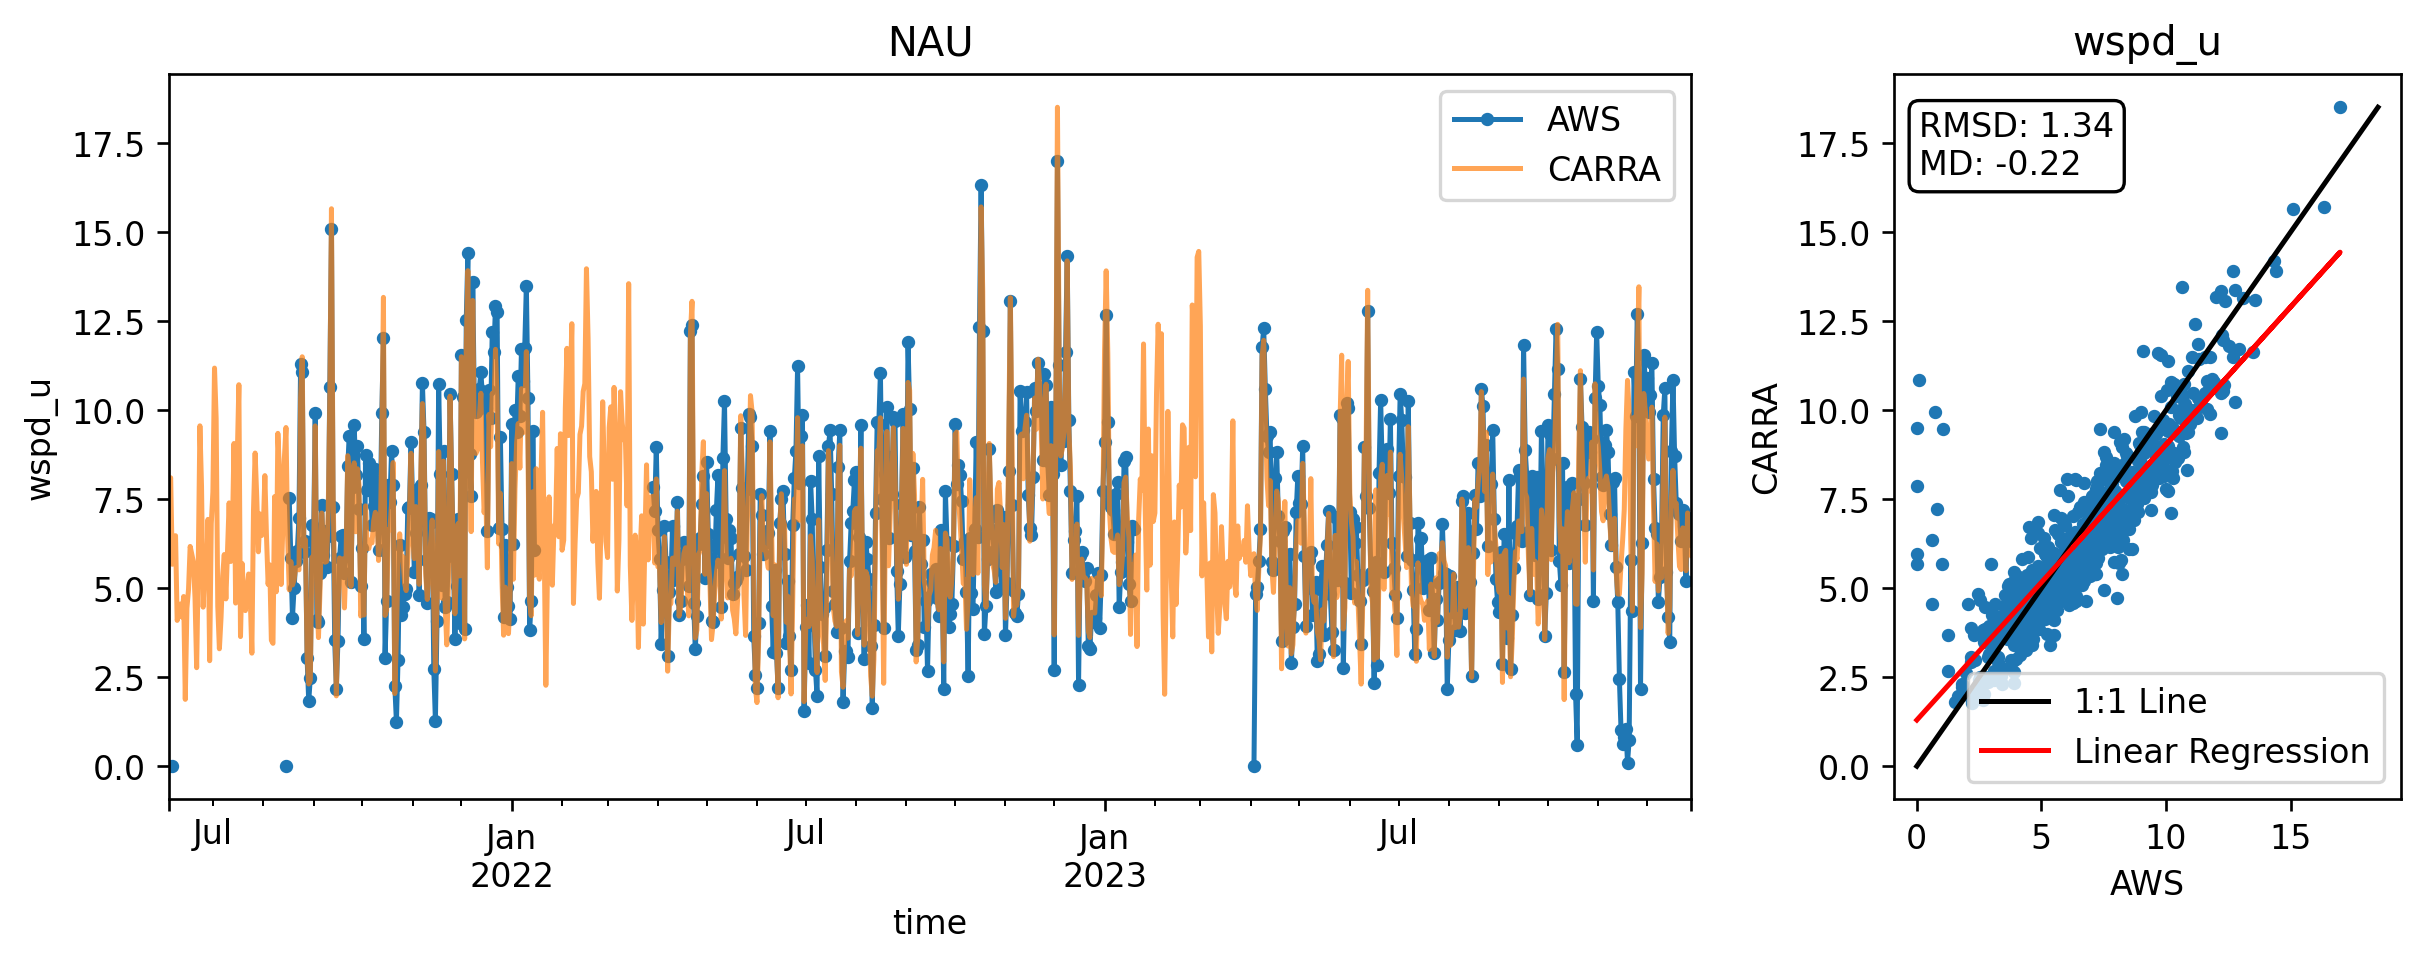 NAU
wspd_u
17.5
15.0
12.5
10.0
7.5
5.0
2.5
0.0
wspd_u
AWS
CARRA
Jul
Jan
2022
Jul
Jan
2023
Jul
time
wspd_u
RMSD: 1.34
MD: -0.22
17.5
15.0
12.5
10.0
7.5
5.0
2.5
0.0
CARRA
1:1 Line
Linear Regression
0
5
10
15
AWS